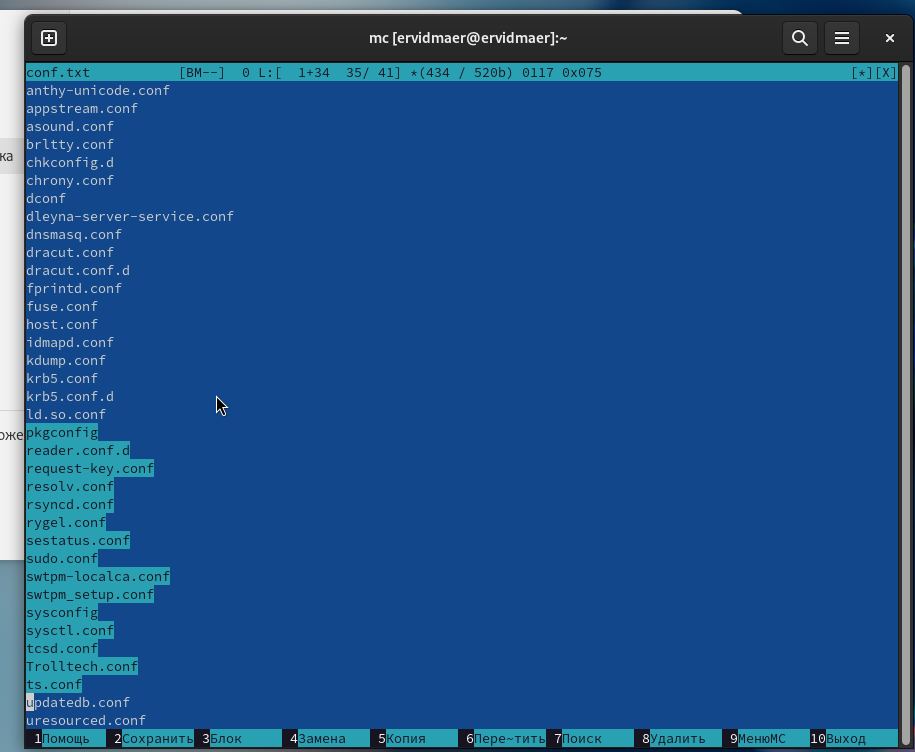 mc [ervidmaer@ervidmaer]:~
conf.txt [BM--] 0 L:[ 1+34 35/ 41] *(434 / 520b) 0117 0x075 [*][X]
anthy-unicode.conf
appstream.conf
asound.conf
brltty.conf
ка
chkconfig.d
chrony.conf
dconf
dleyna-server-service.conf
dnsmasq.conf
dracut.conf
dracut.conf.d
fprintd.conf
fuse.conf
host.conf
idmapd.conf
kdump.conf
krb5.conf
krb5.conf.d
ld.so.conf
оже
pkgconfig
reader.conf.d
request-key.conf
resolv.conf
rsyncd.conf
rygel.conf
sestatus.conf
sudo.conf
swtpm-localca.conf
swtpm_setup.conf
sysconfig
sysctl.conf
tcsd.conf
Trolltech.conf
ts.conf
updatedb.conf
uresourced.conf
1Помощь 2Сохранить 3Блок 4Замена 5Копия 6Пере~тить 7Поиск 8Удалить 9МенюMC 10Выход